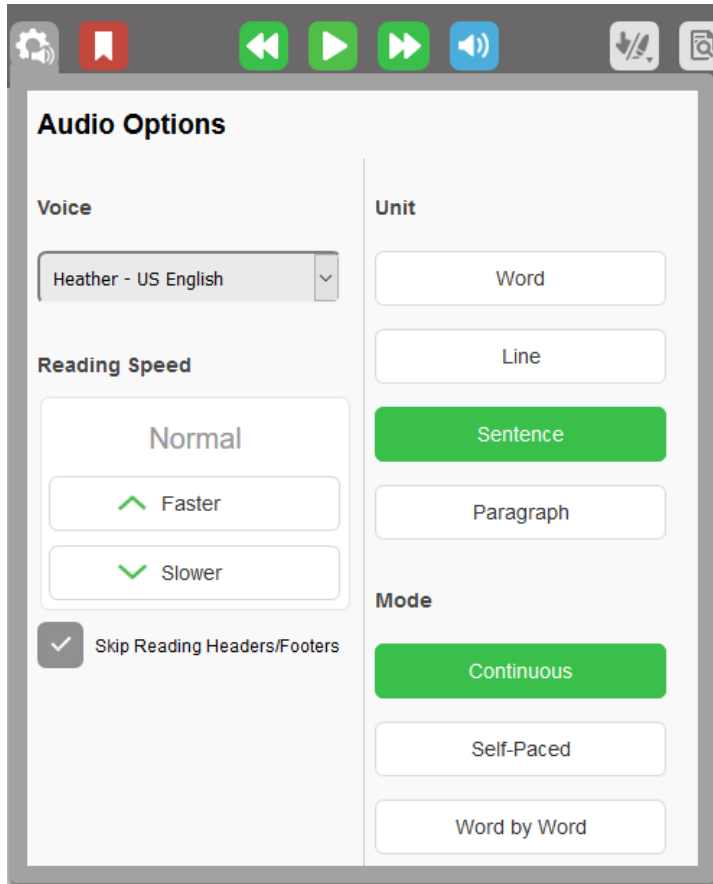 Audio Options
Voice
Heather - US English
Reading Speed
Normal
Faster
Slower
Skip Reading Headers/Footers
Unit
Word
Line
Sentence
Paragraph
Mode
Continuous
Self-Paced
Word by Word